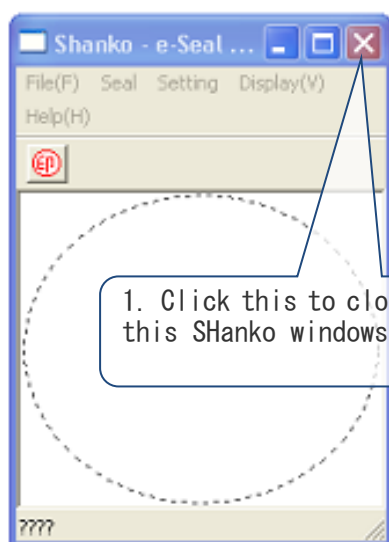 Shanko - e-Seal ...
File(F) Seal Setting Display(V)
Help(H)
1. Click this to clo
this SHanko windows
????